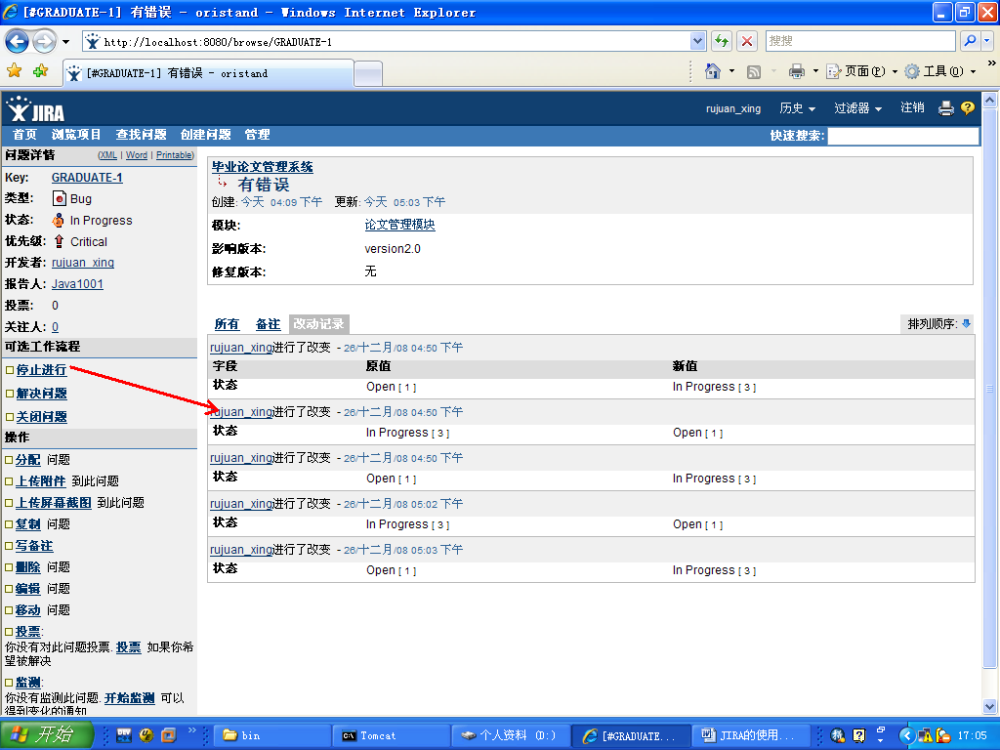 [#GRADUATE-1] 有错误 - oristand - Windows Internet Explorer
http://localhost:8080/browse/GRADUATE-1
搜搜
[#GRADUATE-1] 有错误 - oristand
页面(P)
工具(O)
JIRA
rujuan_xing 历史 过滤器 注销
首页 浏览项目 查找问题 创建问题 管理 快速搜索:
问题详情 (XML | Word | Printable)
Key: GRADUATE-1
类型: Bug
状态: In Progress
优先级: Critical
开发者: rujuan_xing
报告人: Java1001
投票: 0
关注人: 0
可选工作流程
停止进行
解决问题
关闭问题
操作
分配 问题
上传附件 到此问题
上传屏幕截图 到此问题
复制 问题
写备注
删除 问题
编辑 问题
移动 问题
投票:
你没有对此问题投票. 投票 如果你希
望被解决
监测:
你没有监测此问题. 开始监测 可以
得到变化的通知
毕业论文管理系统
有错误
创建: 今天 04:09 下午 更新: 今天 05:03 下午
模块: 论文管理模块
影响版本: version2.0
修复版本: 无
所有 备注 改动记录 排列顺序:
rujuan_xing进行了改变 - 26/十二月/08 04:50 下午
字段 原值 新值
状态 Open [ 1 ] In Progress [ 3 ]
rujuan_xing进行了改变 - 26/十二月/08 04:50 下午
状态 In Progress [ 3 ] Open [ 1 ]
rujuan_xing进行了改变 - 26/十二月/08 04:50 下午
状态 Open [ 1 ] In Progress [ 3 ]
rujuan_xing进行了改变 - 26/十二月/08 05:02 下午
状态 In Progress [ 3 ] Open [ 1 ]
rujuan_xing进行了改变 - 26/十二月/08 05:03 下午
状态 Open [ 1 ] In Progress [ 3 ]
开始 bin Tomcat 个人资料 (D:) [#GRADUATE... JIRA的使用... 17:05